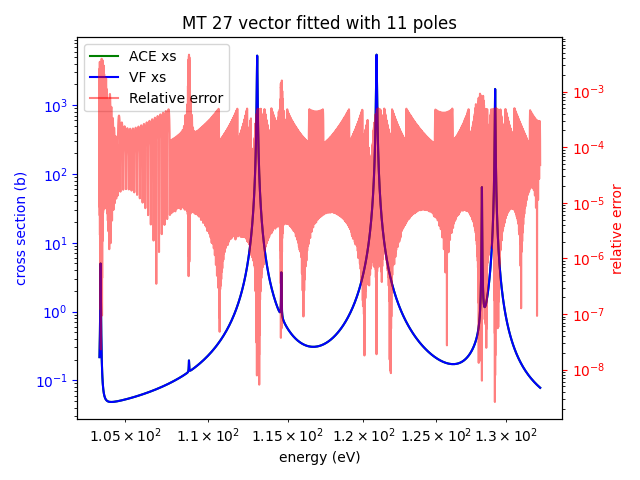 MT 27 vector fitted with 11 poles
ACE xs
VF xs
Relative error
cross section (b)
10³
10²
10¹
10⁰
10⁻¹
10⁻³
10⁻⁴
10⁻⁵
10⁻⁶
10⁻⁷
10⁻⁸
relative error
1.05 × 10² 1.1 × 10² 1.15 × 10² 1.2 × 10² 1.25 × 10² 1.3 × 10²
energy (eV)